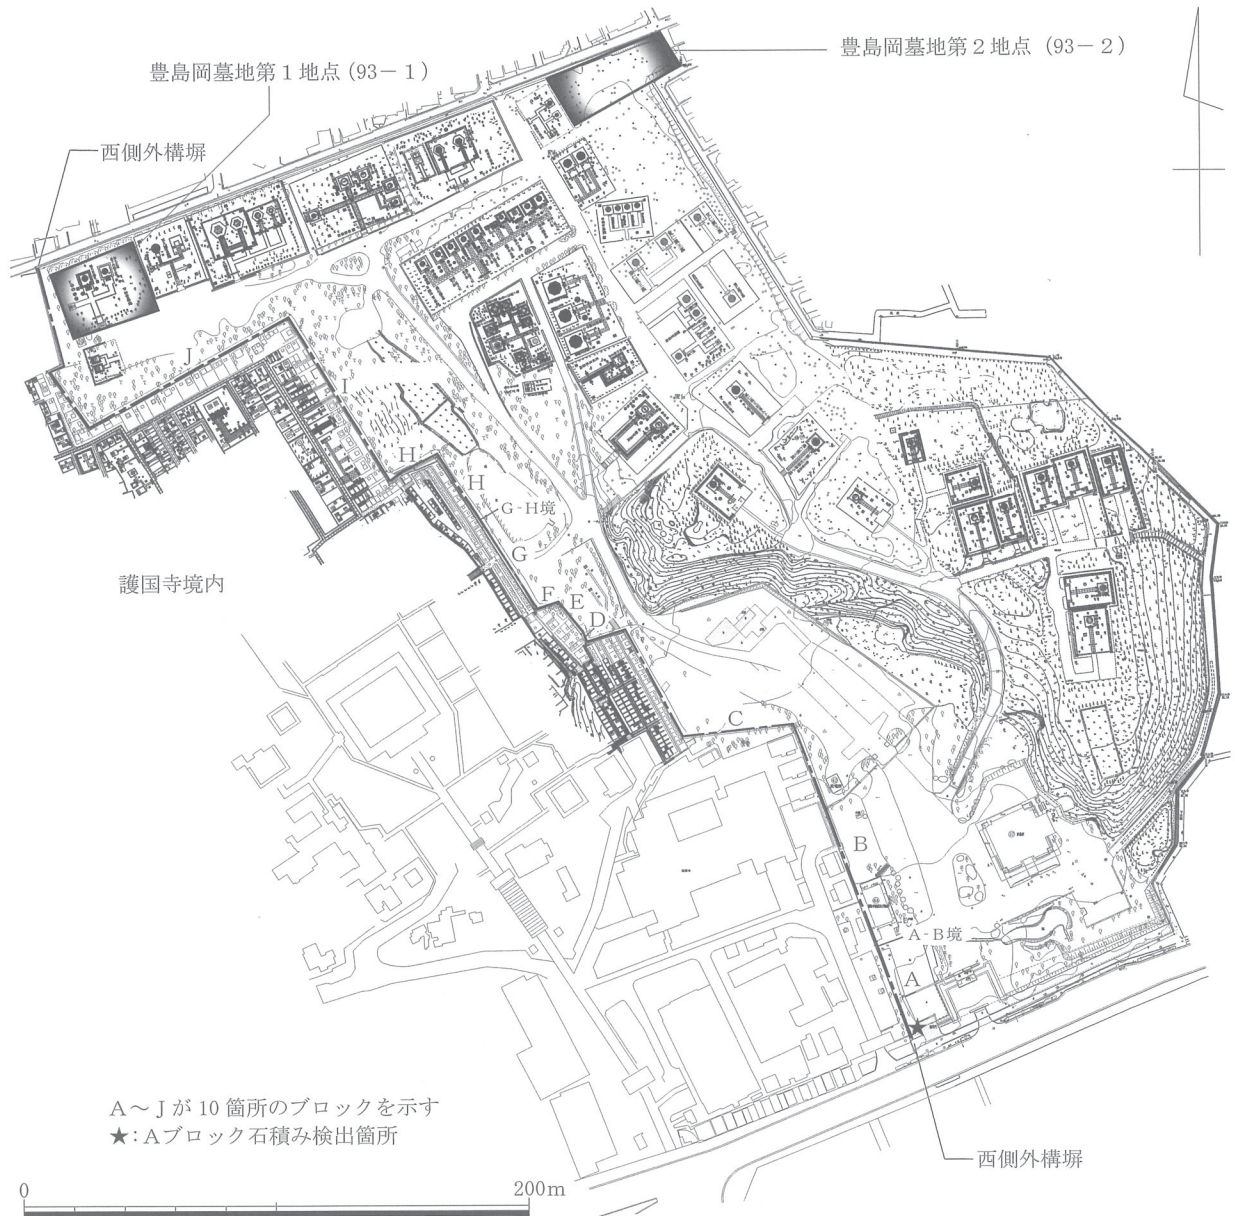 豊島岡墓地第2地点 (93－2)
豊島岡墓地第1地点 (93－1)
西側外構塀
J
I
H
H
G-H境
G
F
E
D
護国寺境内
C
B
A-B境
A
A～Jが10箇所のブロックを示す
★:Aブロック石積み検出箇所
西側外構塀
0
200m